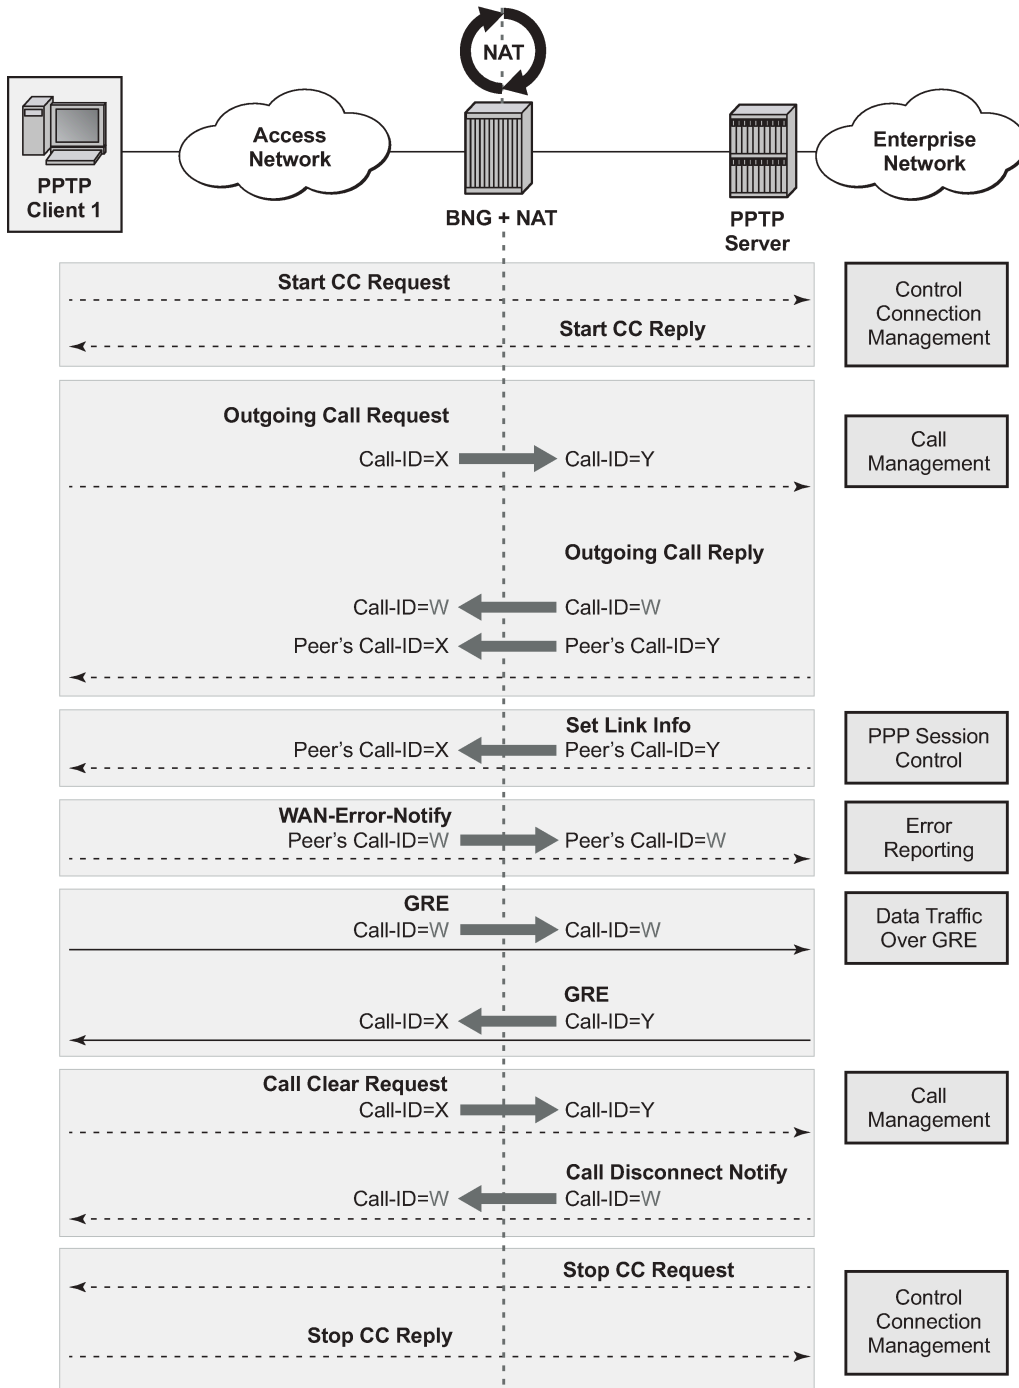 NAT
Access
Network
Enterprise
Network
PPTP
Client 1
BNG + NAT
PPTP
Server
Start CC Request
Start CC Reply
Control
Connection
Management
Outgoing Call Request
Call-ID=X
Call-ID=Y
Call
Management
Outgoing Call Reply
Call-ID=W
Call-ID=W
Peer's Call-ID=X
Peer's Call-ID=Y
Set Link Info
Peer's Call-ID=X
Peer's Call-ID=Y
PPP Session
Control
WAN-Error-Notify
Peer's Call-ID=W
Peer's Call-ID=W
Error
Reporting
GRE
Call-ID=W
Call-ID=W
Data Traffic
Over GRE
GRE
Call-ID=X
Call-ID=Y
Call Clear Request
Call-ID=X
Call-ID=Y
Call
Management
Call Disconnect Notify
Call-ID=W
Call-ID=W
Stop CC Request
Stop CC Reply
Control
Connection
Management